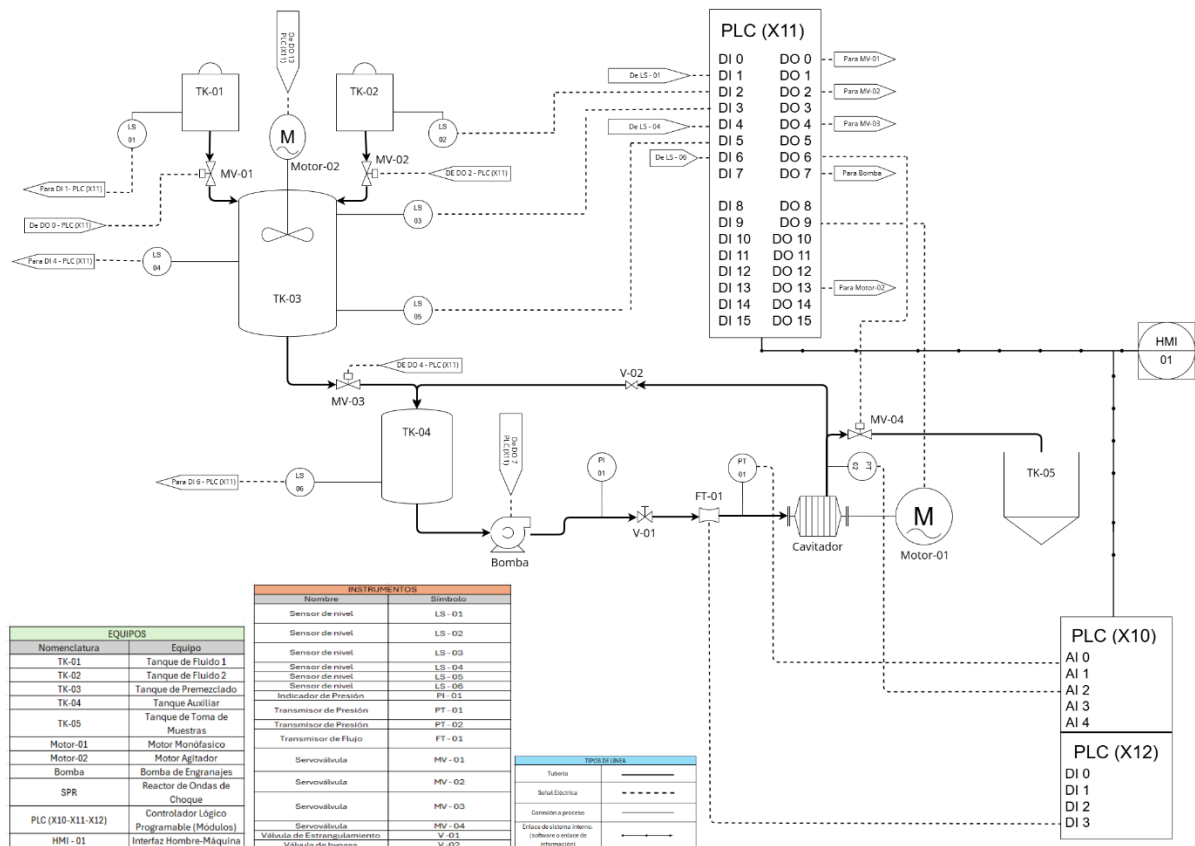 De DO 13
PLC (X11)
TK-01
LS
01
MV-01
Para DI 1- PLC (X11)
De DO 0 - PLC (X11)
M
Motor-02
TK-02
LS
02
MV-02
DE DO 2 - PLC (X11)
LS
03
LS
04
Para DI 4 - PLC (X11)
TK-03
LS
05
DE DO 4 - PLC (X11)
MV-03
V-02
TK-04
LS
06
Para DI 6 - PLC (X11)
De DO 7
PLC(X11)
Bomba
PI
01
V-01
FT-01
PT
01
Cavitador
PT
02
MV-04
M
Motor-01
TK-05
PLC (X11)
DI 0 DO 0
DI 1 DO 1
DI 2 DO 2
DI 3 DO 3
DI 4 DO 4
DI 5 DO 5
DI 6 DO 6
DI 7 DO 7
DI 8 DO 8
DI 9 DO 9
DI 10 DO 10
DI 11 DO 11
DI 12 DO 12
DI 13 DO 13
DI 14 DO 14
DI 15 DO 15
De LS - 01
De LS - 04
De LS - 06
Para MV-01
Para MV-02
Para MV-03
Para Bomba
Para Motor-02
HMI
01
PLC (X10)
AI 0
AI 1
AI 2
AI 3
AI 4
PLC (X12)
DI 0
DI 1
DI 2
DI 3
EQUIPOS
Nomenclatura Equipo
TK-01 Tanque de Fluido 1
TK-02 Tanque de Fluido 2
TK-03 Tanque de Premezclado
TK-04 Tanque Auxiliar
TK-05 Tanque de Toma de
Muestras
Motor-01 Motor Monófasico
Motor-02 Motor Agitador
Bomba Bomba de Engranajes
SPR Reactor de Ondas de
Choque
PLC (X10-X11-X12) Controlador Lógico
Programable (Módulos)
HMI - 01 Interfaz Hombre-Máquina
INSTRUMENTOS
Nombre Símbolo
Sensor de nivel LS - 01
Sensor de nivel LS - 02
Sensor de nivel LS - 03
Sensor de nivel LS - 04
Sensor de nivel LS - 05
Sensor de nivel LS - 06
Indicador de Presión PI - 01
Transmisor de Presión PT - 01
Transmisor de Presión PT - 02
Transmisor de Flujo FT - 01
Servoválvula MV - 01
Servoválvula MV - 02
Servoválvula MV - 03
Servoválvula MV - 04
Válvula de Estrangulamiento V - 01
Válvula de bypass V - 02
TIPOS DE LINEA
Tubería
Señal Eléctrica
Conexión a proceso
Enlace de sistema Interno.
(software o enlace de
información)